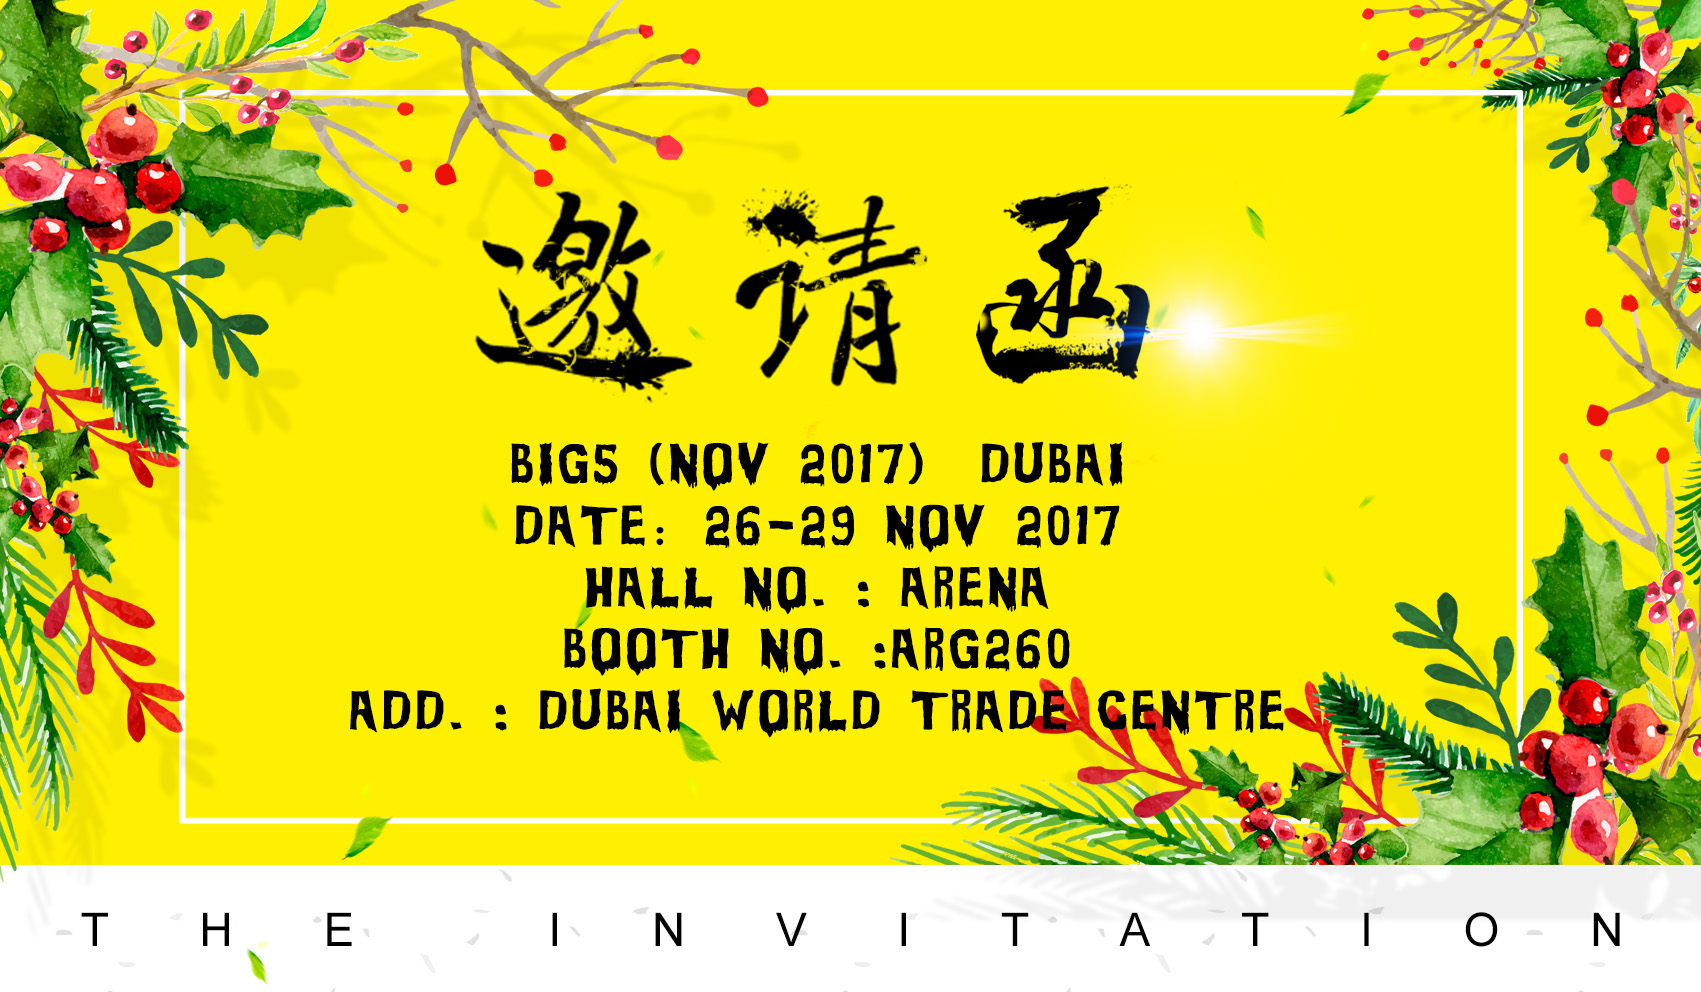 邀请函
BIG5 (NOV 2017) DUBAI
DATE: 26-29 NOV 2017
HALL NO. : ARENA
BOOTH NO. :ARG260
ADD. : DUBAI WORLD TRADE CENTRE
THE INVITATION